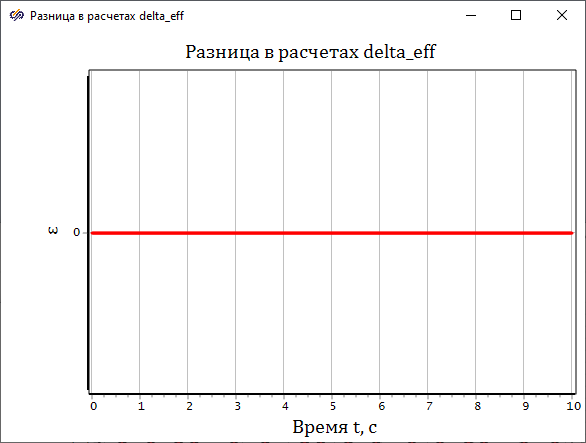 Разница в расчетах delta_eff
Разница в расчетах delta_eff
ε
0
0 1 2 3 4 5 6 7 8 9 10
Время t, с